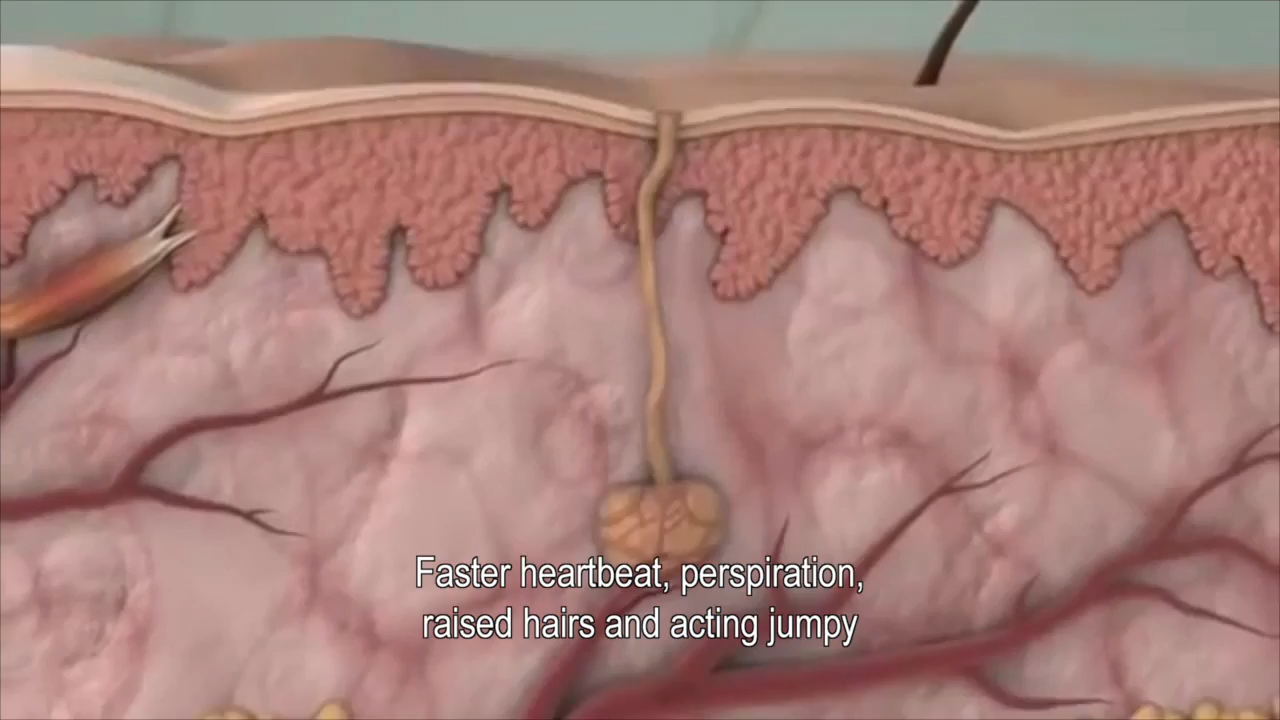 Faster heartbeat, perspiration,
raised hairs and acting jumpy